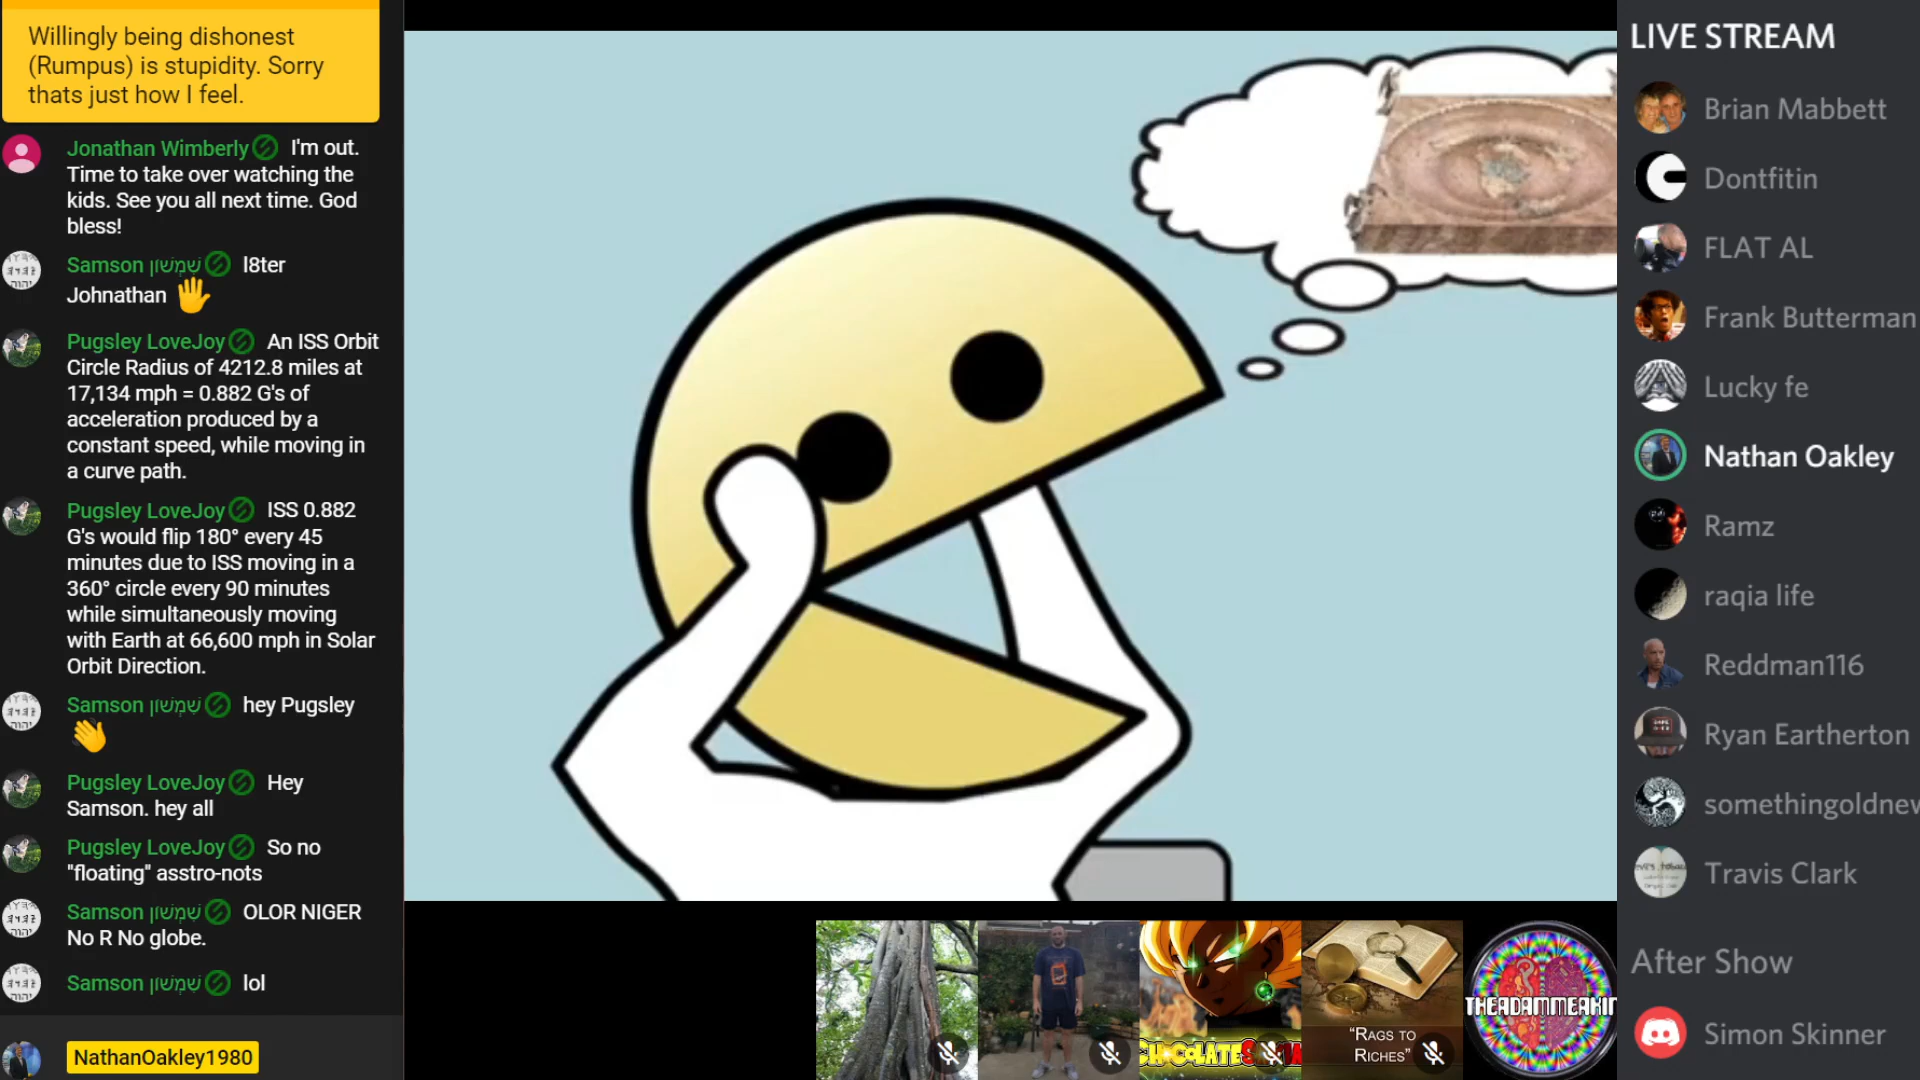 Willingly being dishonest
(Rumpus) is stupidity. Sorry
thats just how I feel.
Jonathan Wimberly I'm out.
Time to take over watching the
kids. See you all next time. God
bless!
Samson שִׁמְשׁוֹן l8ter
Johnathan
Pugsley LoveJoy An ISS Orbit
Circle Radius of 4212.8 miles at
17,134 mph = 0.882 G's of
acceleration produced by a
constant speed, while moving in
a curve path.
Pugsley LoveJoy ISS 0.882
G's would flip 180° every 45
minutes due to ISS moving in a
360° circle every 90 minutes
while simultaneously moving
with Earth at 66,600 mph in Solar
Orbit Direction.
Samson שִׁמְשׁוֹן hey Pugsley
Pugsley LoveJoy Hey
Samson. hey all
Pugsley LoveJoy So no
"floating" asstro-nots
Samson שִׁמְשׁוֹן OLOR NIGER
No R No globe.
Samson שִׁמְשׁוֹן lol
NathanOakley1980
"RAGS TO
RICHES"
THEADAMMEAKIN
LIVE STREAM
Brian Mabbett
Dontfitin
FLAT AL
Frank Butterman
Lucky fe
Nathan Oakley
Ramz
raqia life
Reddman116
Ryan Eartherton
somethingoldnew
Travis Clark
After Show
Simon Skinner